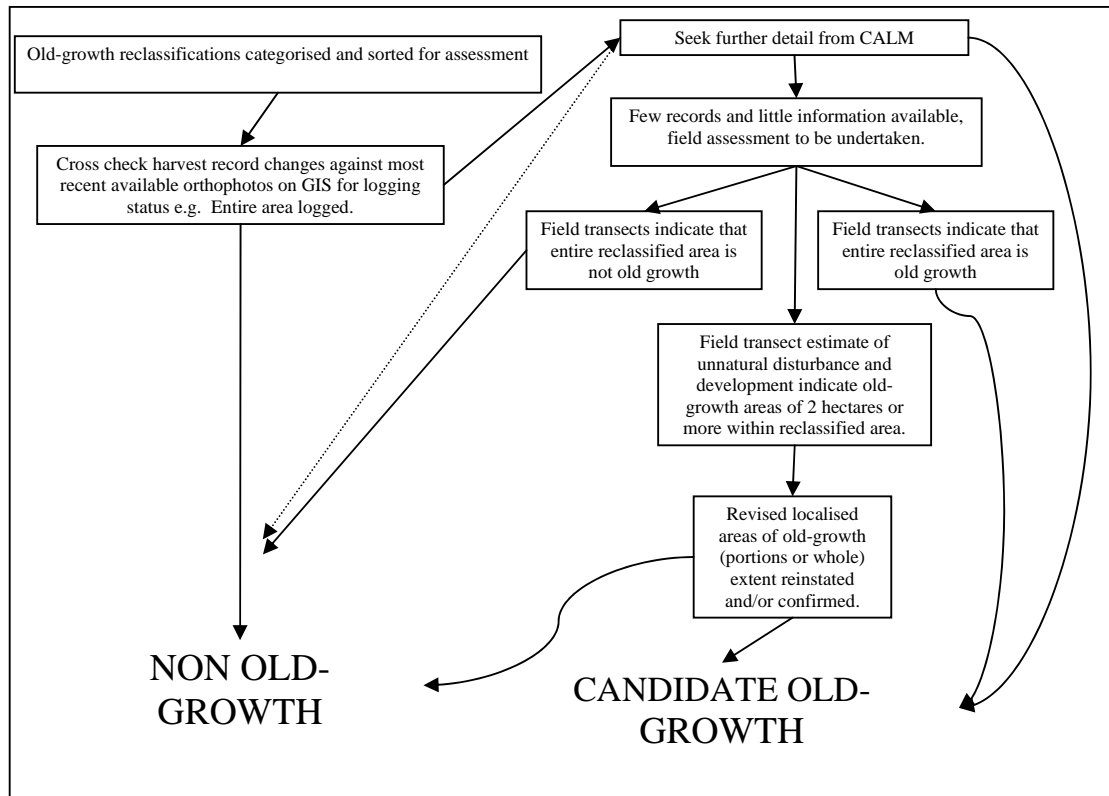 Old-growth reclassifications categorised and sorted for assessment
Cross check harvest record changes against most
recent available orthophotos on GIS for logging
status e.g.  Entire area logged.
Seek further detail from CALM
Few records and little information available,
field assessment to be undertaken.
Field transects indicate that
entire reclassified area is
not old growth
Field transects indicate that
entire reclassified area is
old growth
Field transect estimate of
unnatural disturbance and
development indicate old-
growth areas of 2 hectares or
more within reclassified area.
Revised localised
areas of old-growth
(portions or whole)
extent reinstated
and/or confirmed.
NON OLD-
GROWTH
CANDIDATE OLD-
GROWTH